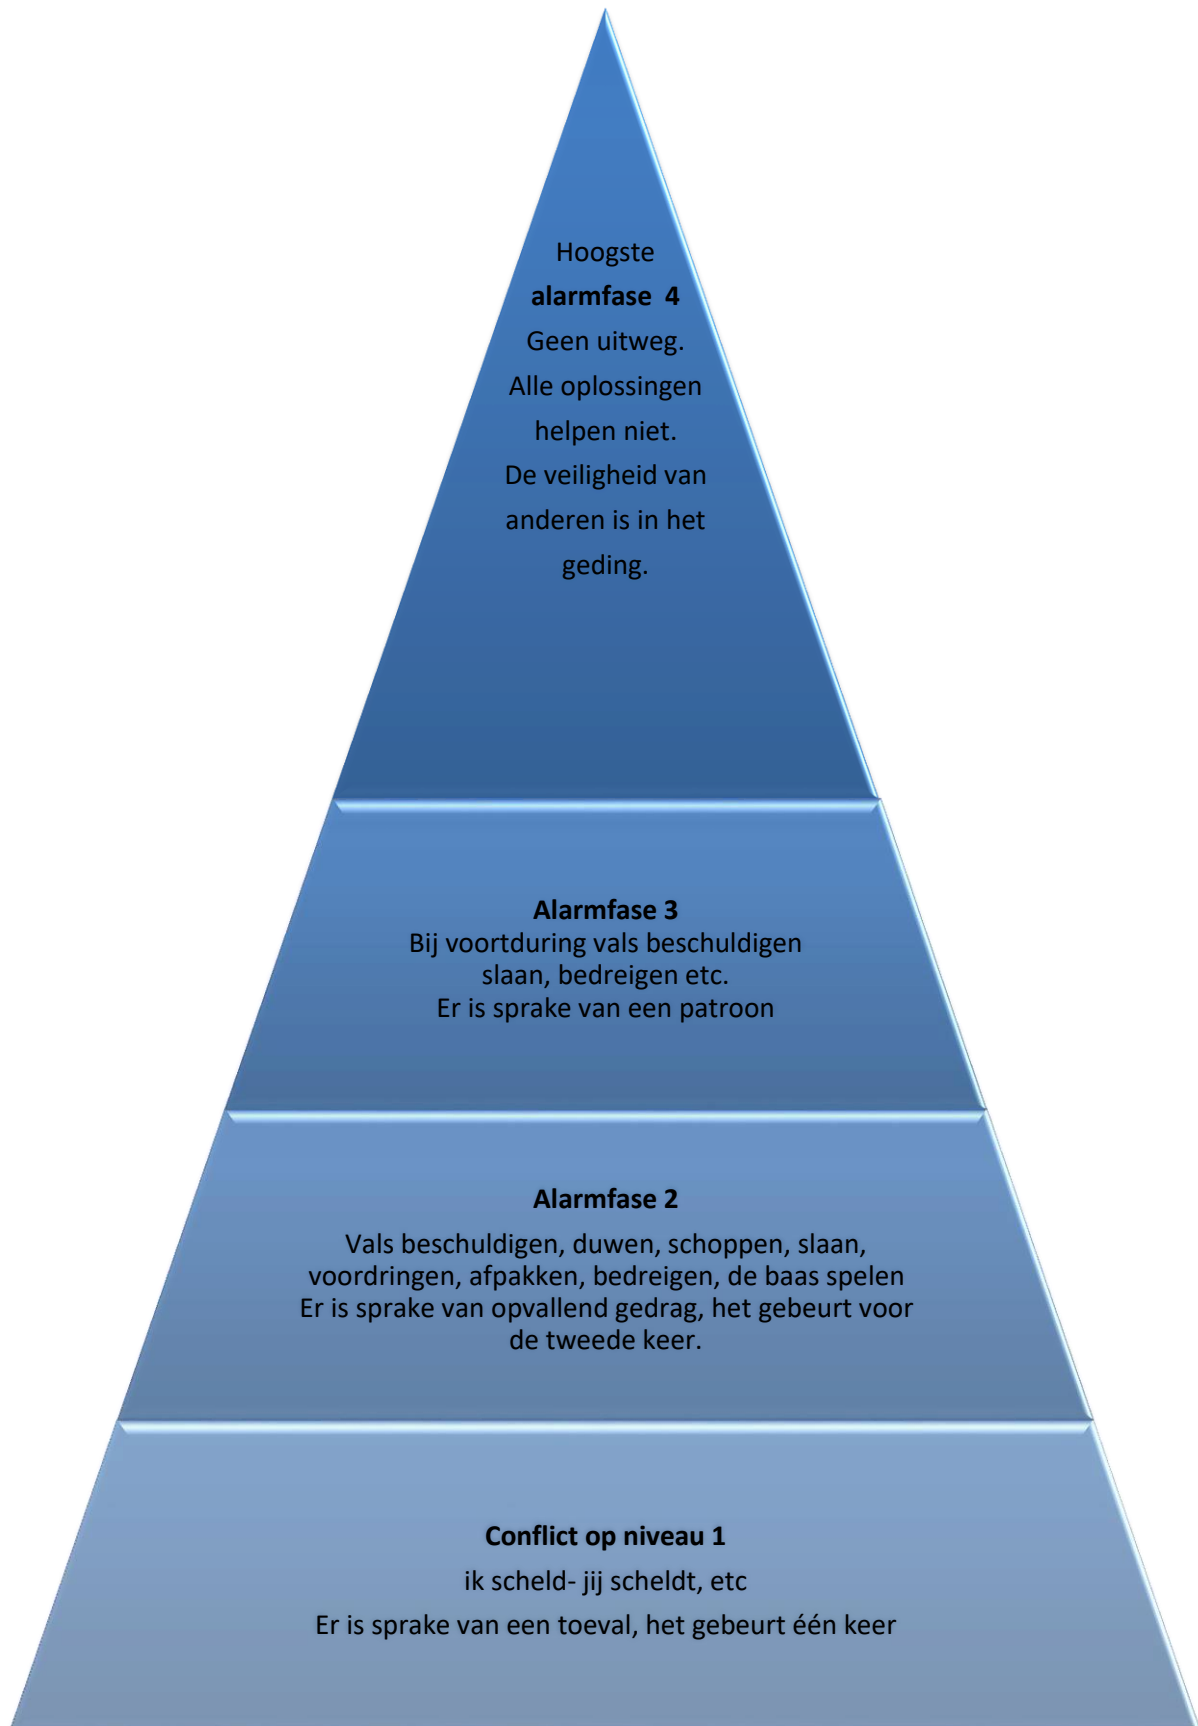 Hoogste
alarmfase 4
Geen uitweg.
Alle oplossingen
helpen niet.
De veiligheid van
anderen is in het
geding.
Alarmfase 3
Bij voortduring vals beschuldigen
slaan, bedreigen etc.
Er is sprake van een patroon
Alarmfase 2
Vals beschuldigen, duwen, schoppen, slaan,
voordringen, afpakken, bedreigen, de baas spelen
Er is sprake van opvallend gedrag, het gebeurt voor
de tweede keer.
Conflict op niveau 1
ik scheld- jij scheldt, etc
Er is sprake van een toeval, het gebeurt één keer